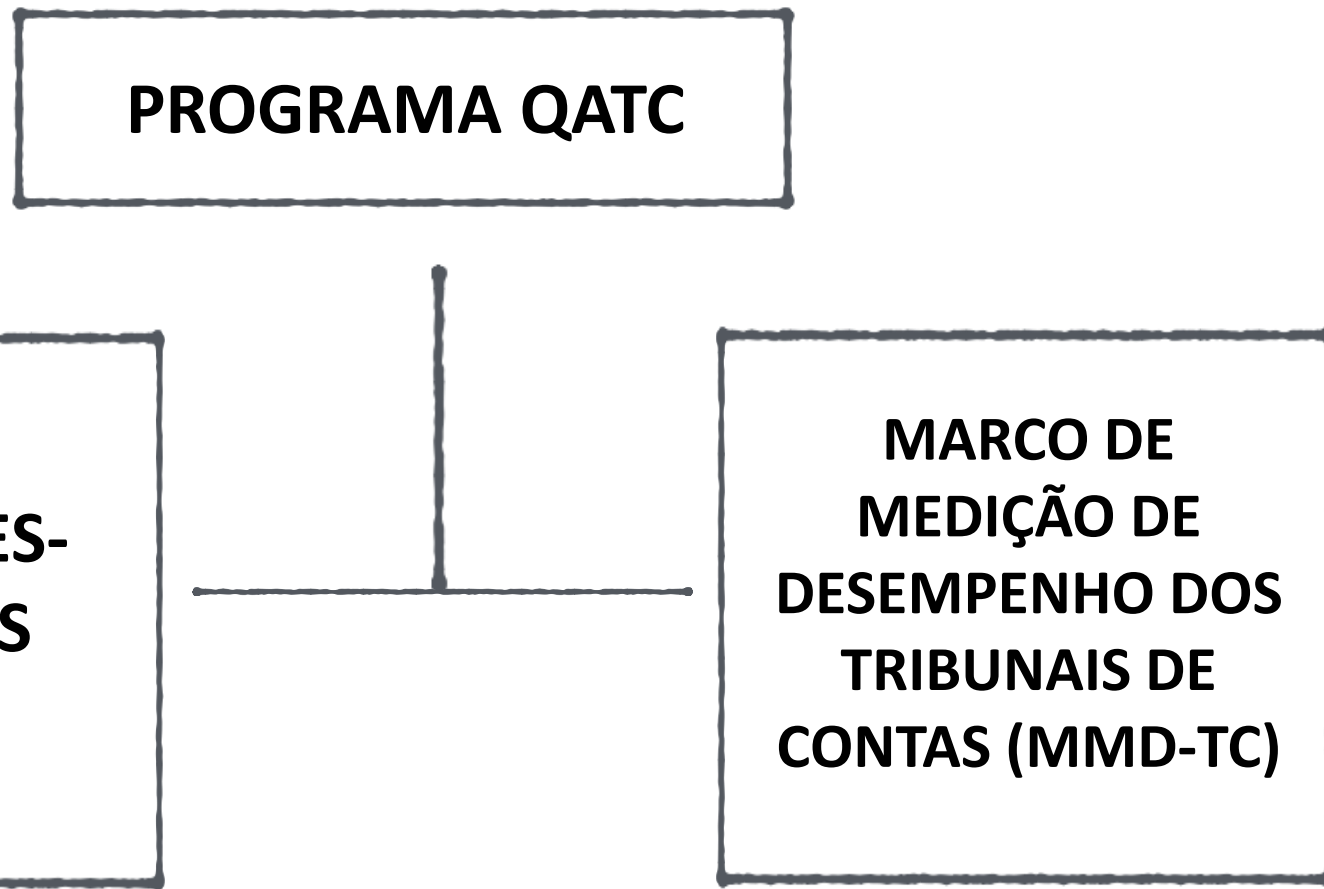 PROGRAMA QATC
ES-
S
MARCO DE
MEDIÇÃO DE
DESEMPENHO DOS
TRIBUNAIS DE
CONTAS (MMD-TC)